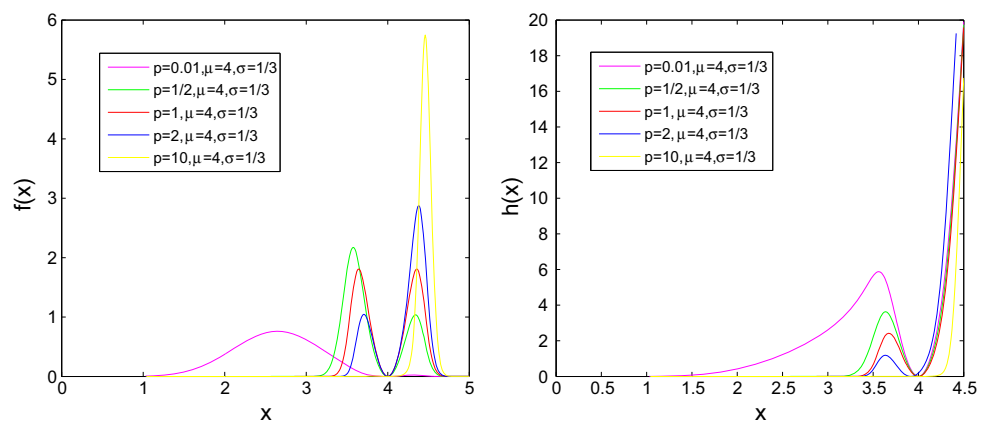 6
5
4
3
2
1
0
f(x)
p=0.01,μ=4,σ=1/3
p=1/2,μ=4,σ=1/3
p=1,μ=4,σ=1/3
p=2,μ=4,σ=1/3
p=10,μ=4,σ=1/3
0 1 2 3 4 5
x
20
18
16
14
12
10
8
6
4
2
0
h(x)
p=0.01,μ=4,σ=1/3
p=1/2,μ=4,σ=1/3
p=1, μ=4,σ=1/3
p=2, μ=4,σ=1/3
p=10,μ=4,σ=1/3
0 0.5 1 1.5 2 2.5 3 3.5 4 4.5
x